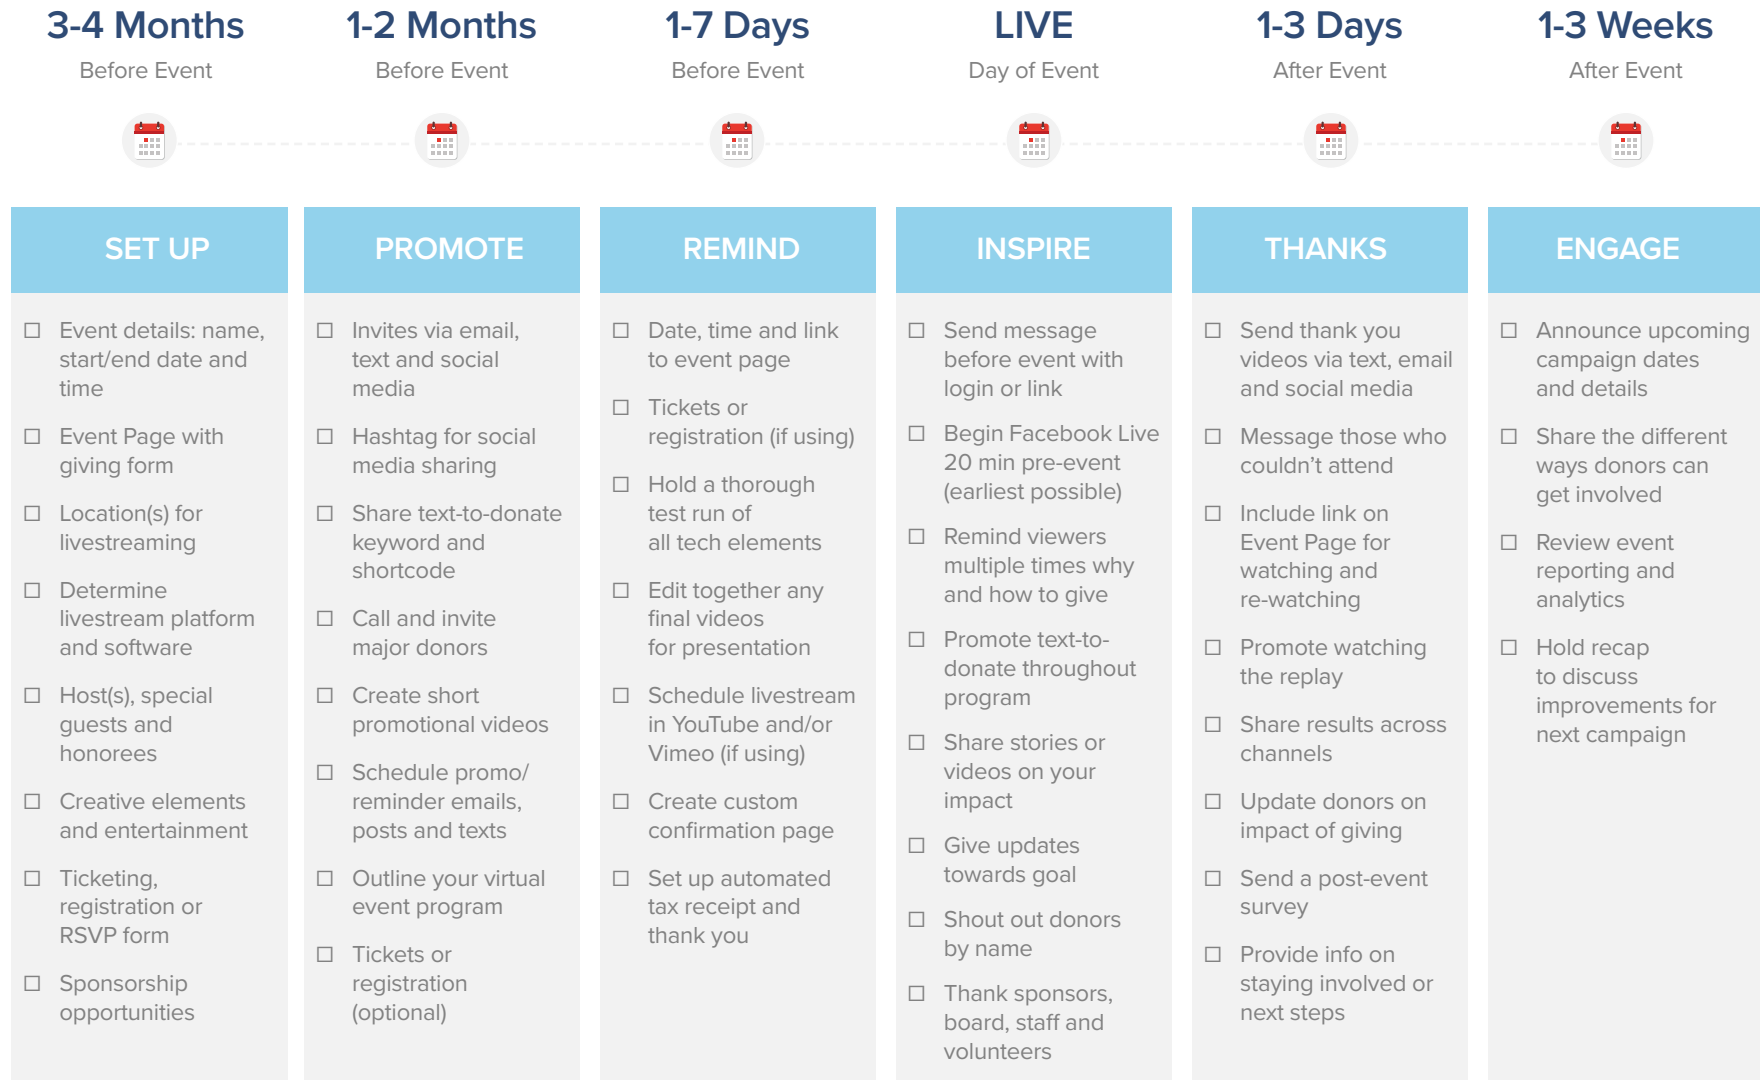 3-4 Months
Before Event
1-2 Months
Before Event
1-7 Days
Before Event
LIVE
Day of Event
1-3 Days
After Event
1-3 Weeks
After Event
SET UP
☐ Event details: name,
start/end date and
time
☐ Event Page with
giving form
☐ Location(s) for
livestreaming
☐ Determine
livestream platform
and software
☐ Host(s), special
guests and
honorees
☐ Creative elements
and entertainment
☐ Ticketing,
registration or
RSVP form
☐ Sponsorship
opportunities
PROMOTE
☐ Invites via email,
text and social
media
☐ Hashtag for social
media sharing
☐ Share text-to-donate
keyword and
shortcode
☐ Call and invite
major donors
☐ Create short
promotional videos
☐ Schedule promo/
reminder emails,
posts and texts
☐ Outline your virtual
event program
☐ Tickets or
registration
(optional)
REMIND
☐ Date, time and link
to event page
☐ Tickets or
registration (if using)
☐ Hold a thorough
test run of
all tech elements
☐ Edit together any
final videos
for presentation
☐ Schedule livestream
in YouTube and/or
Vimeo (if using)
☐ Create custom
confirmation page
☐ Set up automated
tax receipt and
thank you
INSPIRE
☐ Send message
before event with
login or link
☐ Begin Facebook Live
20 min pre-event
(earliest possible)
☐ Remind viewers
multiple times why
and how to give
☐ Promote text-to-
donate throughout
program
☐ Share stories or
videos on your
impact
☐ Give updates
towards goal
☐ Shout out donors
by name
☐ Thank sponsors,
board, staff and
volunteers
THANKS
☐ Send thank you
videos via text, email
and social media
☐ Message those who
couldn’t attend
☐ Include link on
Event Page for
watching and
re-watching
☐ Promote watching
the replay
☐ Share results across
channels
☐ Update donors on
impact of giving
☐ Send a post-event
survey
☐ Provide info on
staying involved or
next steps
ENGAGE
☐ Announce upcoming
campaign dates
and details
☐ Share the different
ways donors can
get involved
☐ Review event
reporting and
analytics
☐ Hold recap
to discuss
improvements for
next campaign